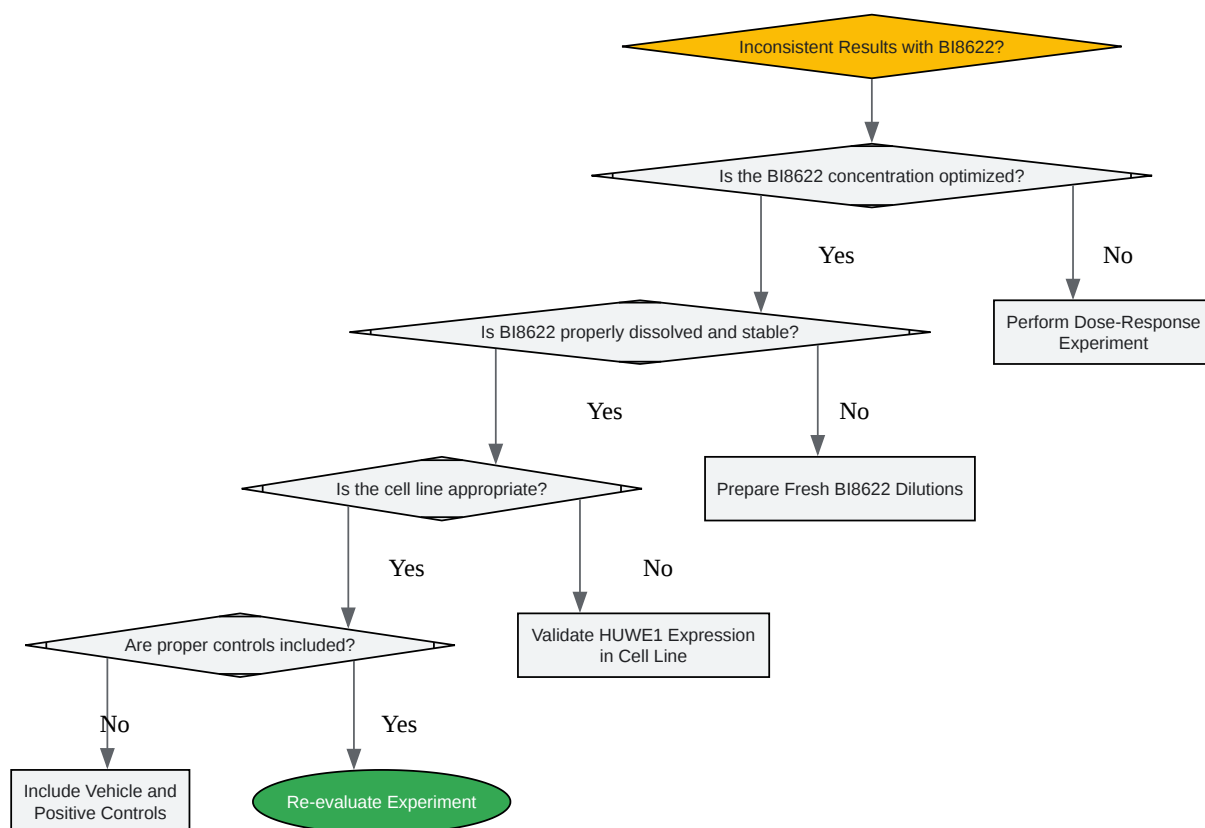 Inconsistent Results with BI8622?
Is the BI8622 concentration optimized?
Yes
No
Perform Dose-Response
Experiment
Is BI8622 properly dissolved and stable?
Yes
No
Prepare Fresh BI8622 Dilutions
Is the cell line appropriate?
Yes
No
Validate HUWE1 Expression
in Cell Line
Are proper controls included?
No
Yes
Include Vehicle and
Positive Controls
Re-evaluate Experiment